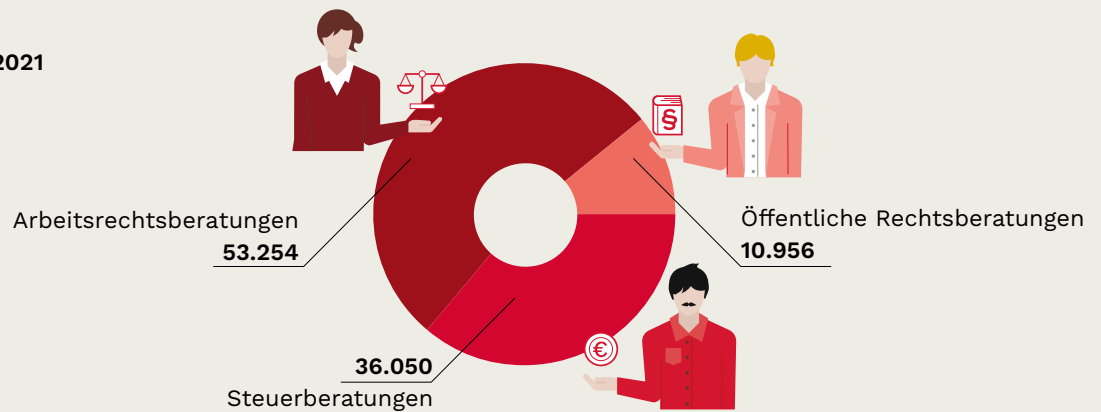 2021
Arbeitsrechtsberatungen
53.254
Öffentliche Rechtsberatungen
10.956
36.050
Steuerberatungen
§
€